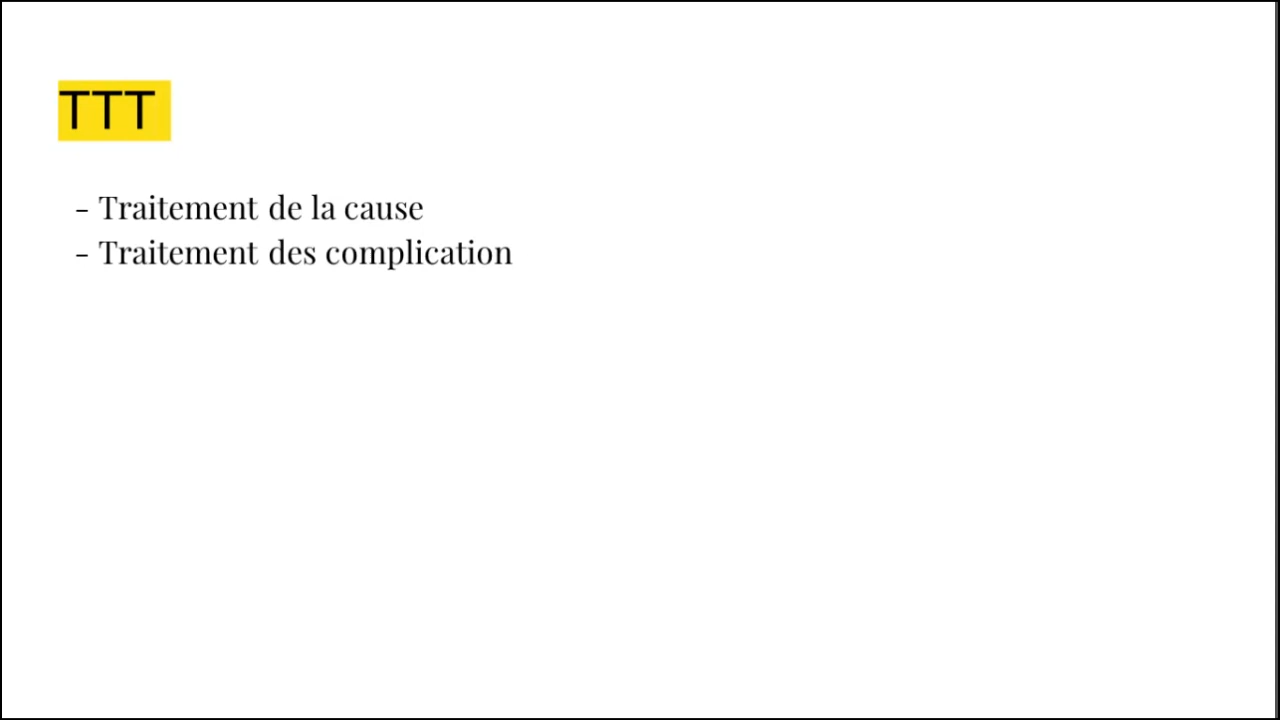 TTT
- Traitement de la cause
- Traitement des complication